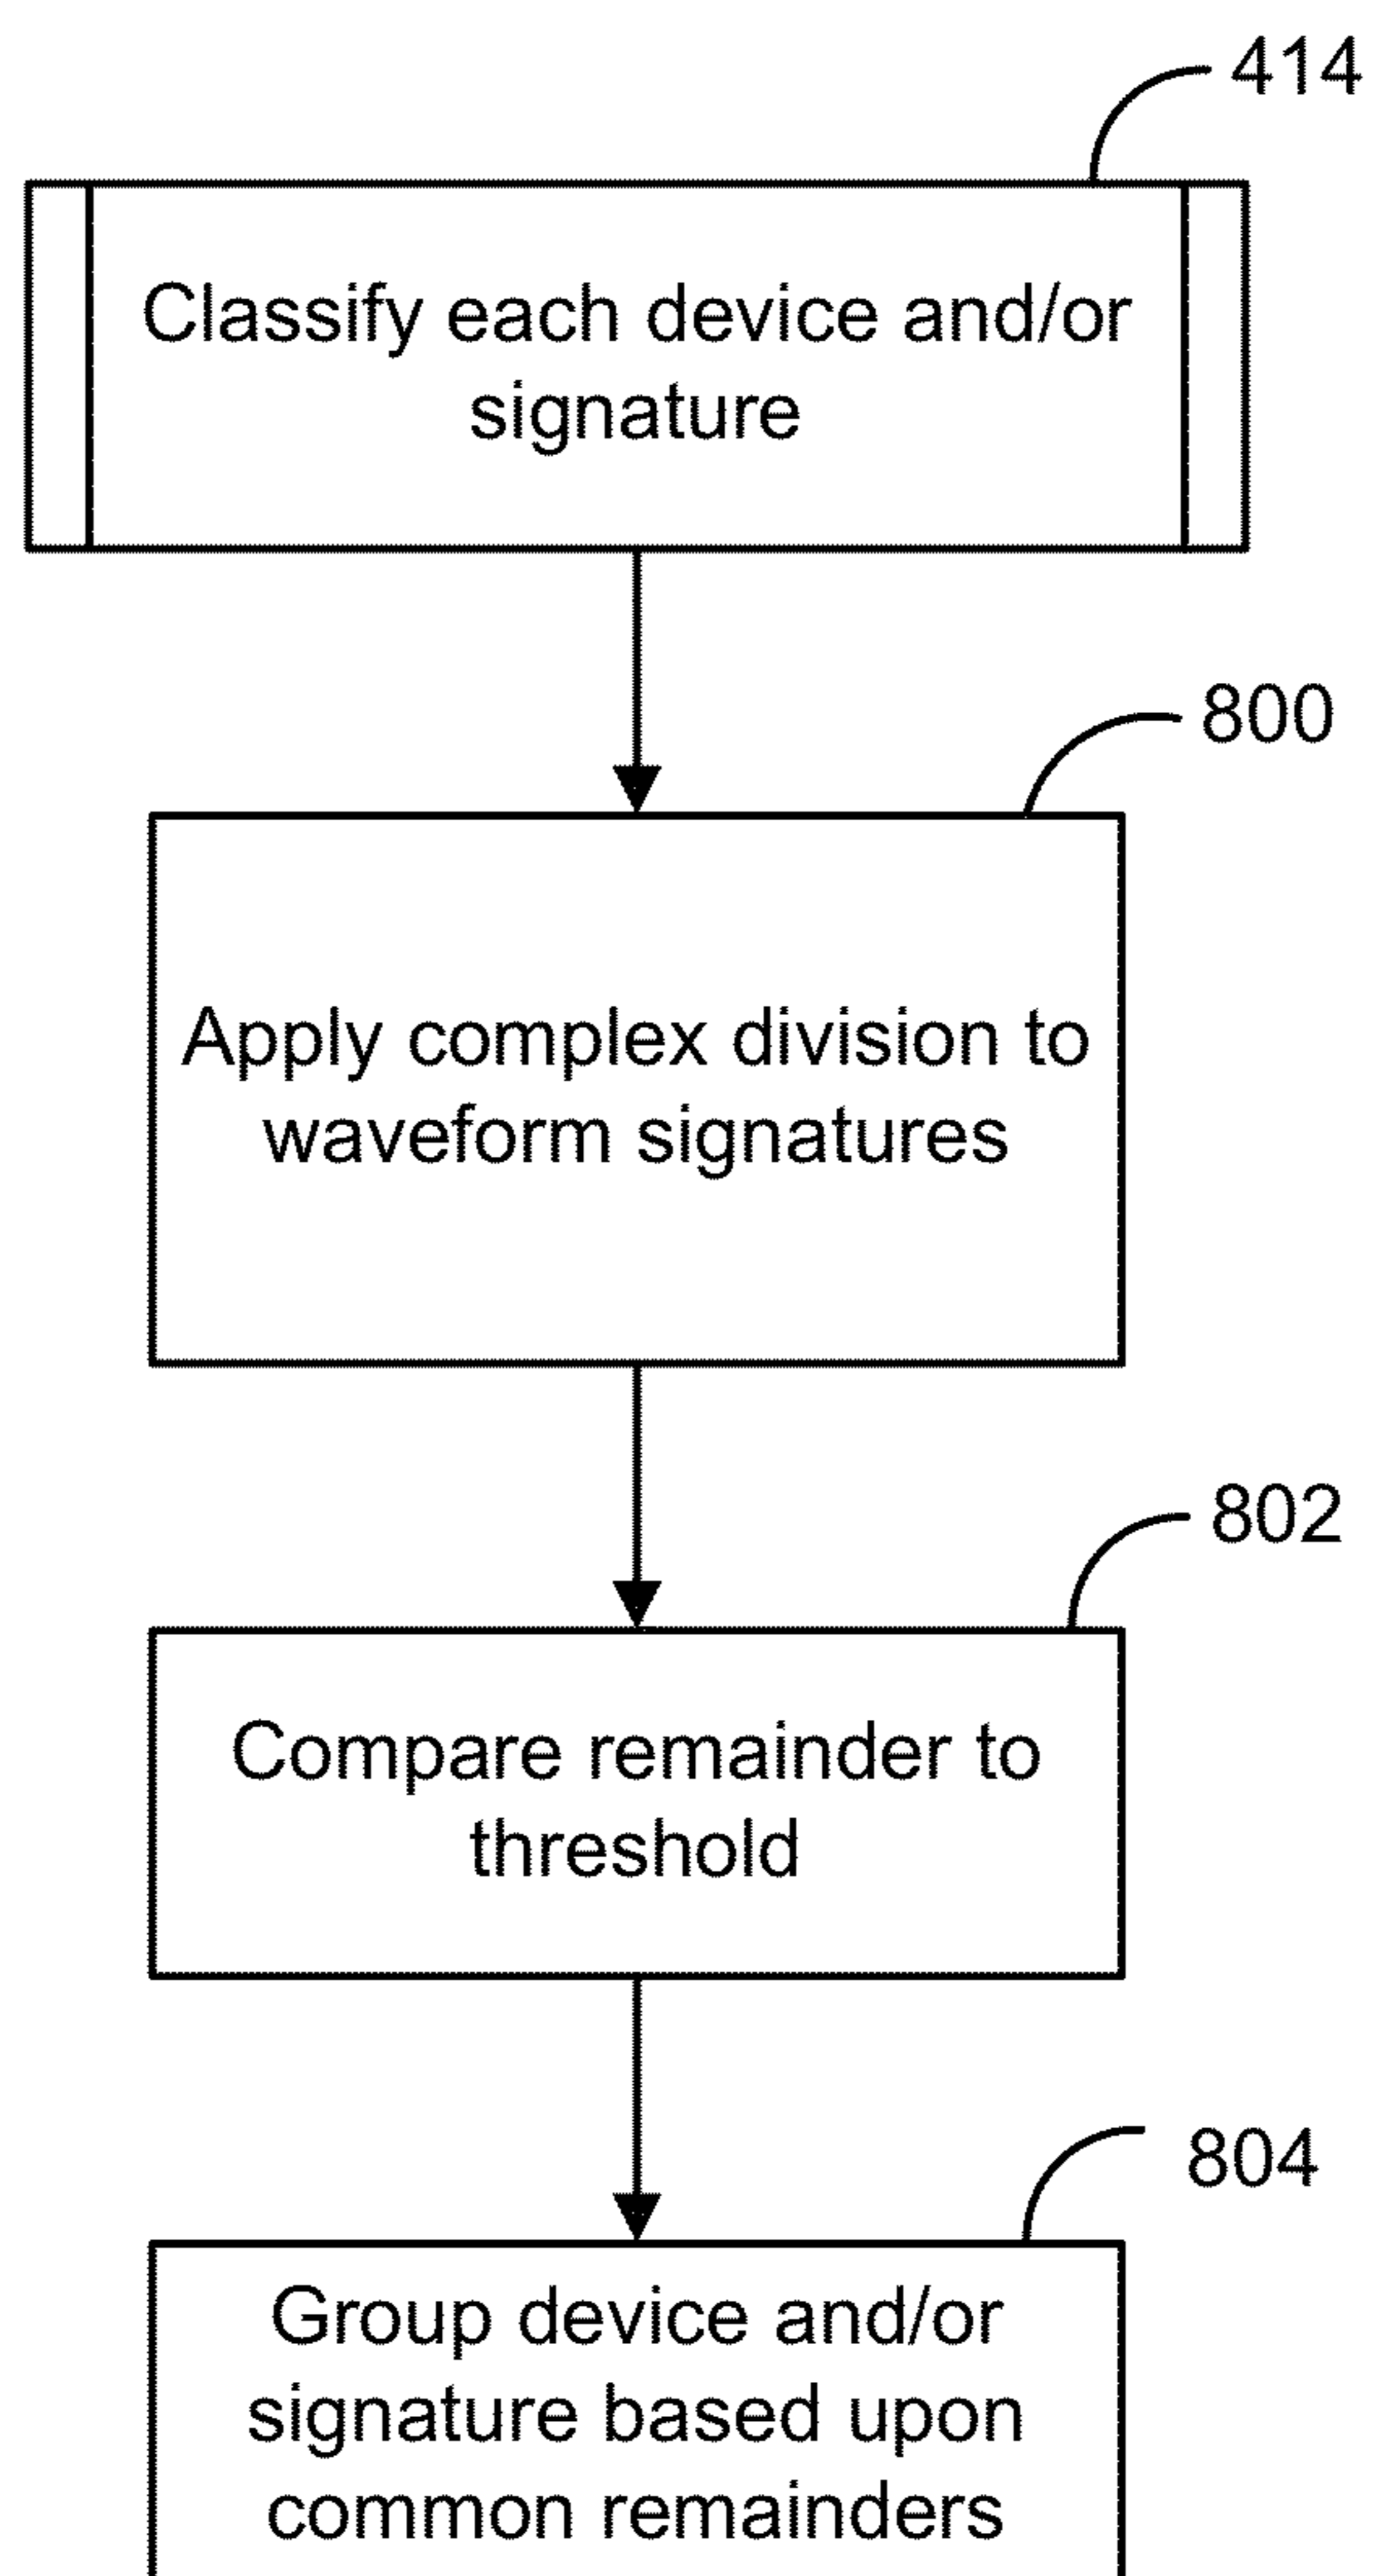 414
Classify each device and/or
signature
800
Apply complex division to
waveform signatures
802
Compare remainder to
threshold
804
Group device and/or
signature based upon
common remainders